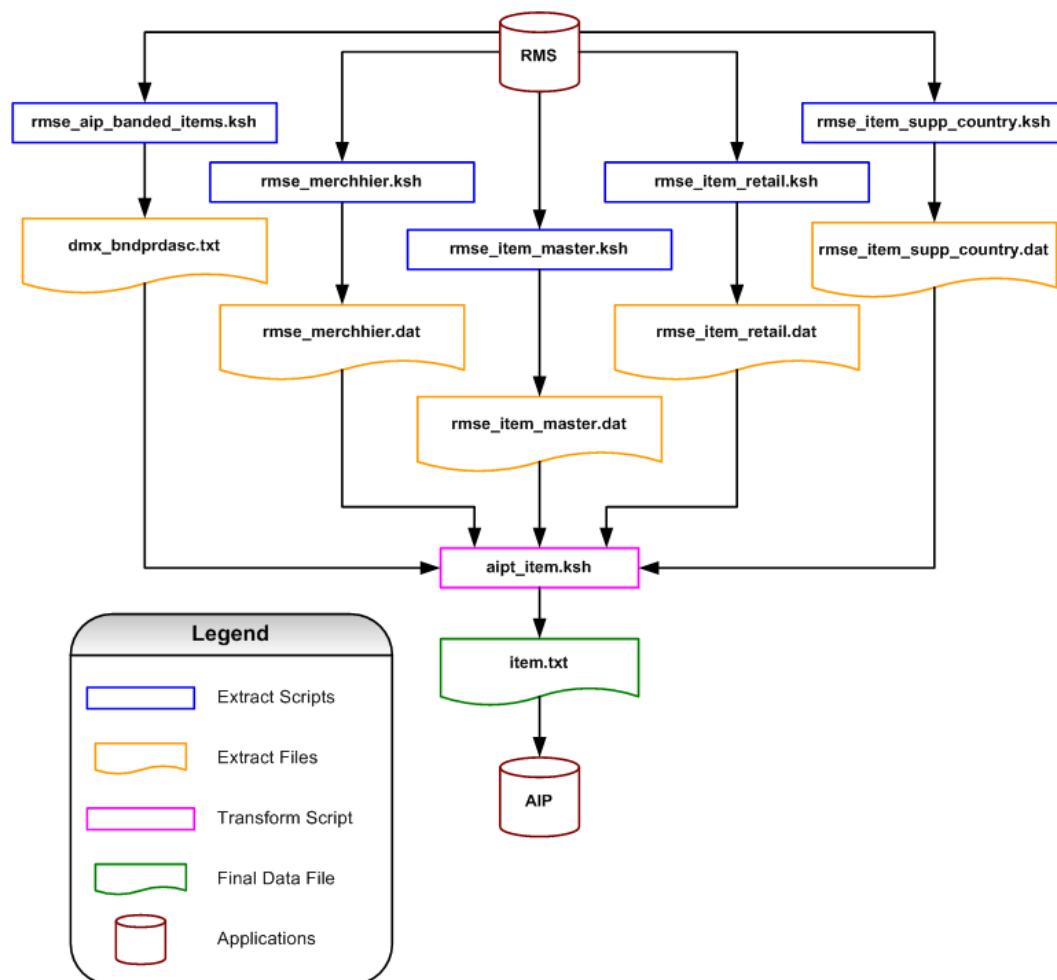 RMS
rmse_aip_banded_items.ksh
rmse_item_supp_country.ksh
rmse_merchhier.ksh
rmse_item_retail.ksh
dmx_bndprdasc.txt
rmse_item_master.ksh
rmse_item_supp_country.dat
rmse_merchhier.dat
rmse_item_retail.dat
rmse_item_master.dat
aipt_item.ksh
item.txt
AIP
Legend
Extract Scripts
Extract Files
Transform Script
Final Data File
Applications